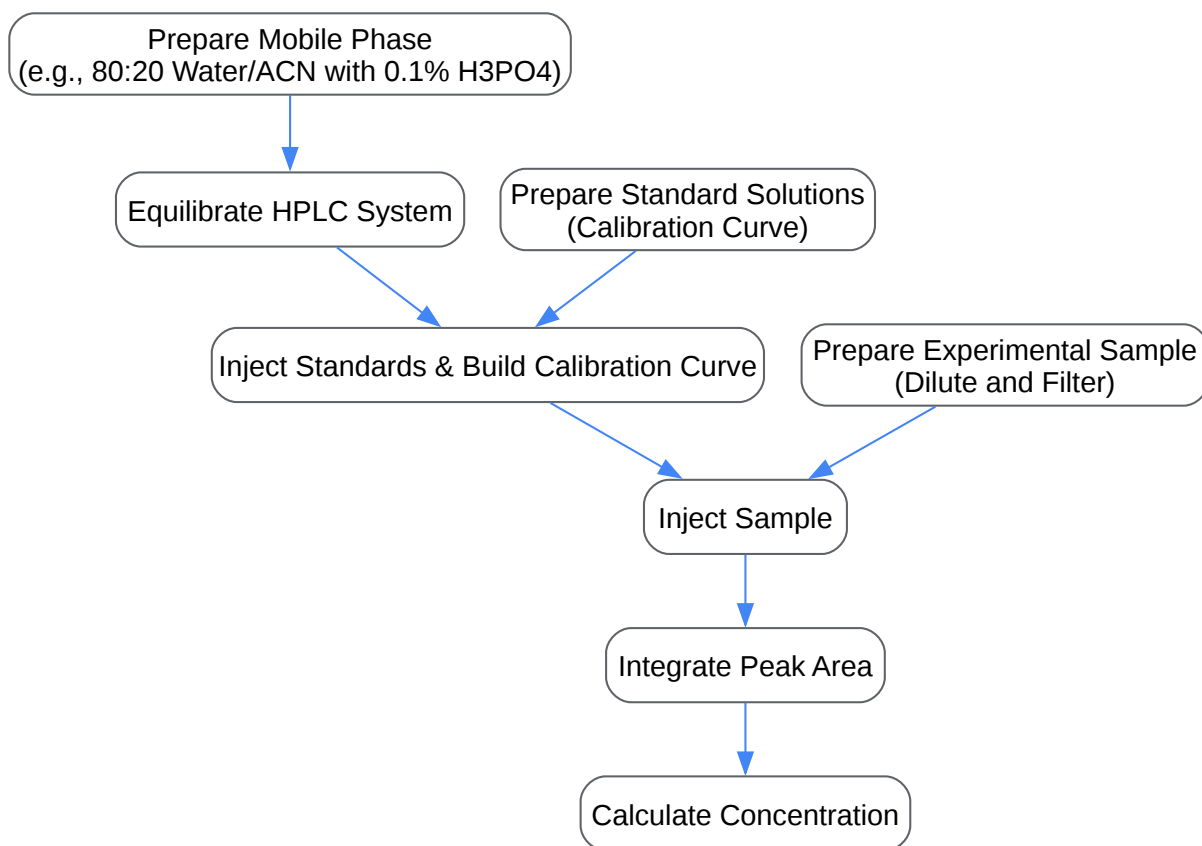 Prepare Mobile Phase
(e.g., 80:20 Water/ACN with 0.1% H3PO4)
Equilibrate HPLC System
Prepare Standard Solutions
(Calibration Curve)
Inject Standards & Build Calibration Curve
Prepare Experimental Sample
(Dilute and Filter)
Inject Sample
Integrate Peak Area
Calculate Concentration